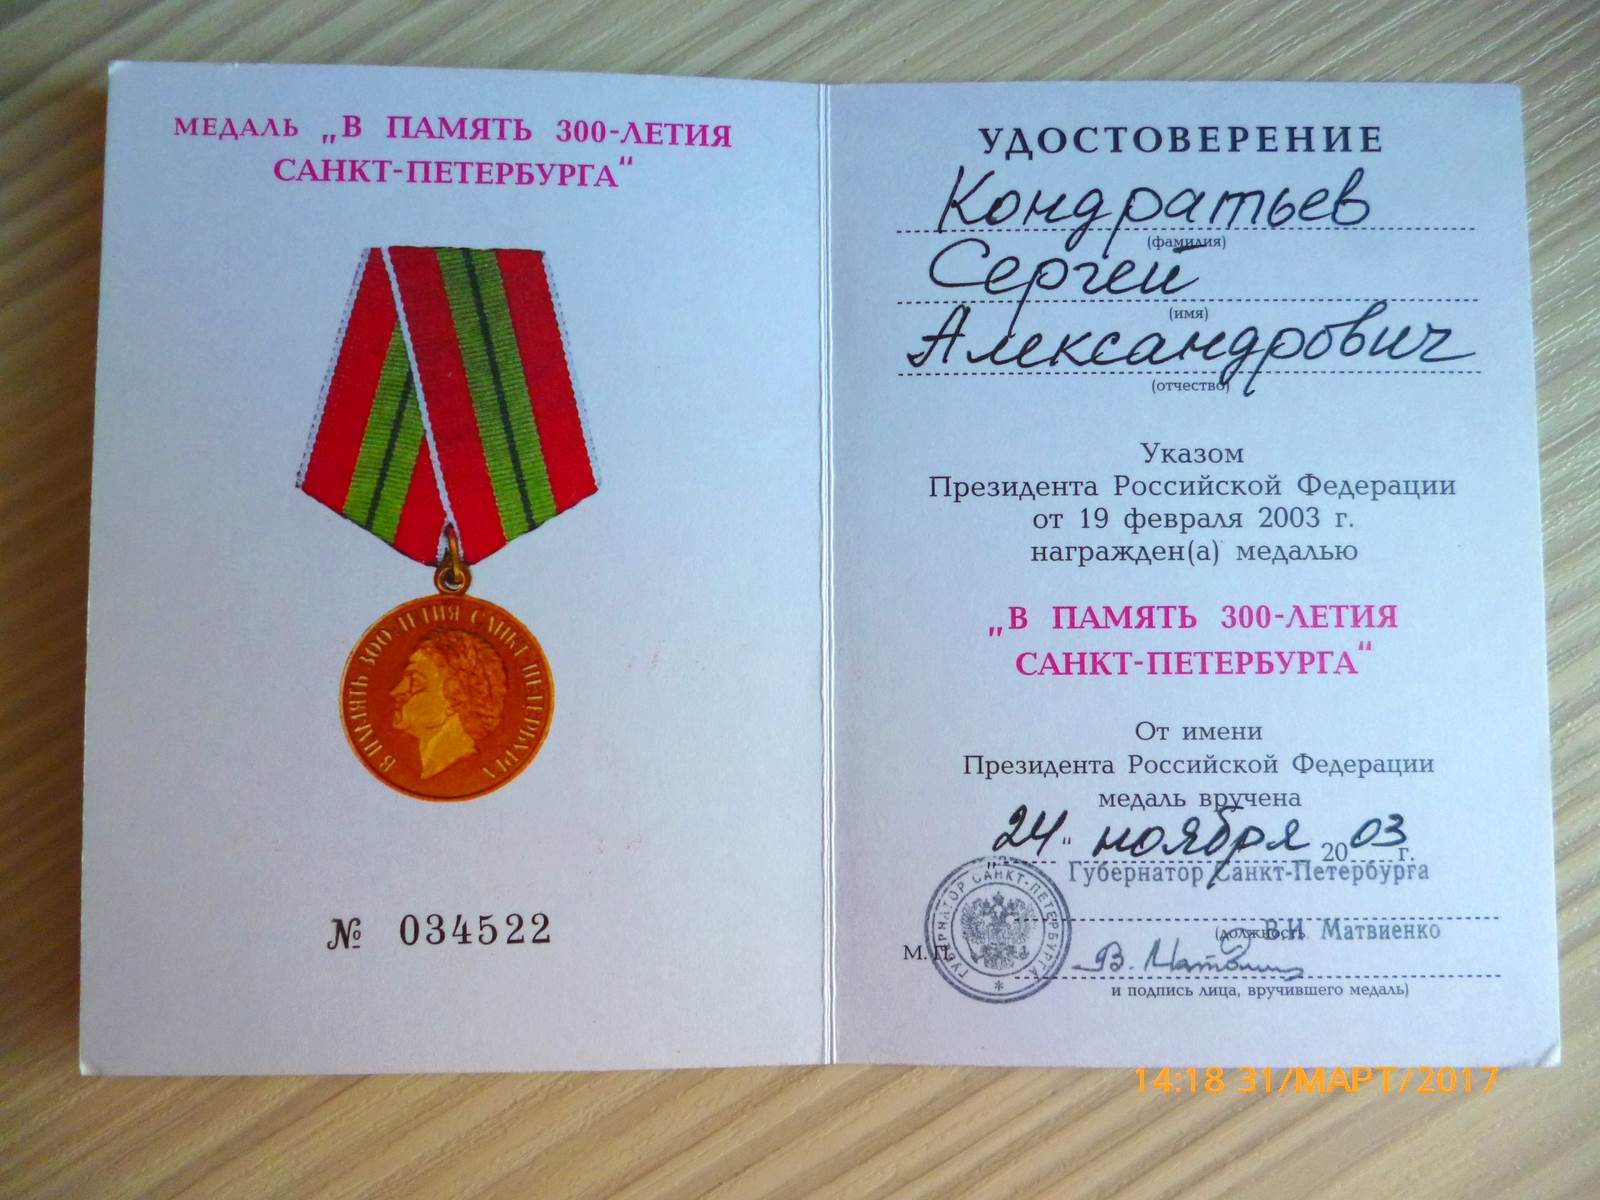 МЕДАЛЬ „В ПАМЯТЬ 300-ЛЕТИЯ
САНКТ-ПЕТЕРБУРГА“
В ПАМЯТЬ 300-ЛЕТИЯ САНКТ-ПЕТЕРБУРГА
№ 034522
УДОСТОВЕРЕНИЕ
Кондратьев
(фамилия)
Сергей
(имя)
Александрович
(отчество)
Указом
Президента Российской Федерации
от 19 февраля 2003 г.
награжден(а) медалью
„В ПАМЯТЬ 300-ЛЕТИЯ
САНКТ-ПЕТЕРБУРГА“
От имени
Президента Российской Федерации
медаль вручена
„24“ ноября 2003 г.
Губернатор Санкт-Петербурга
ГУБЕРНАТОР САНКТ-ПЕТЕРБУРГА *
(должность
В.И. Матвиенко
М. П.
и подпись лица, вручившего медаль)
14:18 31/МАРТ/2017